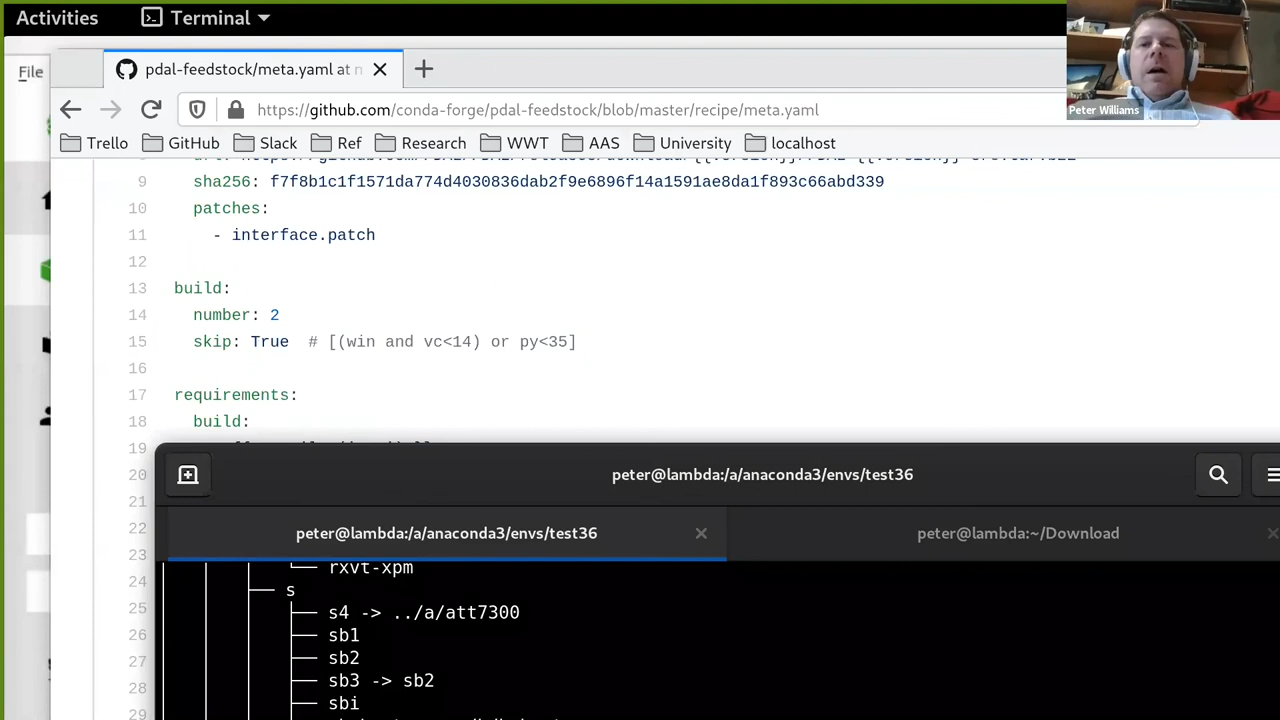 Activities
Terminal
File
pdal-feedstock/meta.yaml at n
https://github.com/conda-forge/pdal-feedstock/blob/master/recipe/meta.yaml
Peter Williams
Trello GitHub Slack Ref Research WWT AAS University localhost
9 sha256: f7f8b1c1f1571da774d4030836dab2f9e6896f14a1591ae8da1f893c66abd339
10 patches:
11 - interface.patch
12
13 build:
14 number: 2
15 skip: True # [(win and vc<14) or py<35]
16
17 requirements:
18 build:
19
20
21
22
23
24
25
26
27
28
29
peter@lambda:/a/anaconda3/envs/test36
peter@lambda:/a/anaconda3/envs/test36
peter@lambda:~/Download
rxvt-xpm
s
s4 -> ../a/att7300
sb1
sb2
sb3 -> sb2
sbi